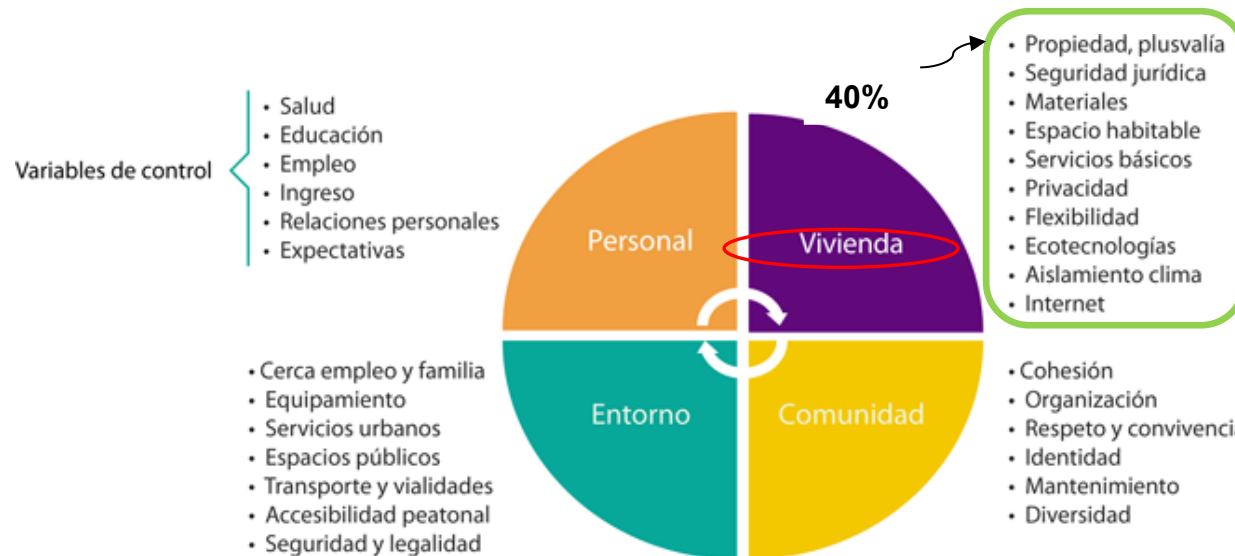 Variables de control
• Salud
• Educación
• Empleo
• Ingreso
• Relaciones personales
• Expectativas
40%
• Propiedad, plusvalía
• Seguridad jurídica
• Materiales
• Espacio habitable
• Servicios básicos
• Privacidad
• Flexibilidad
• Ecotecnologías
• Aislamiento clima
• Internet
Personal
Vivienda
Entorno
Comunidad
• Cerca empleo y familia
• Equipamiento
• Servicios urbanos
• Espacios públicos
• Transporte y vialidades
• Accesibilidad peatonal
• Seguridad y legalidad
• Cohesión
• Organización
• Respeto y convivencia
• Identidad
• Mantenimiento
• Diversidad